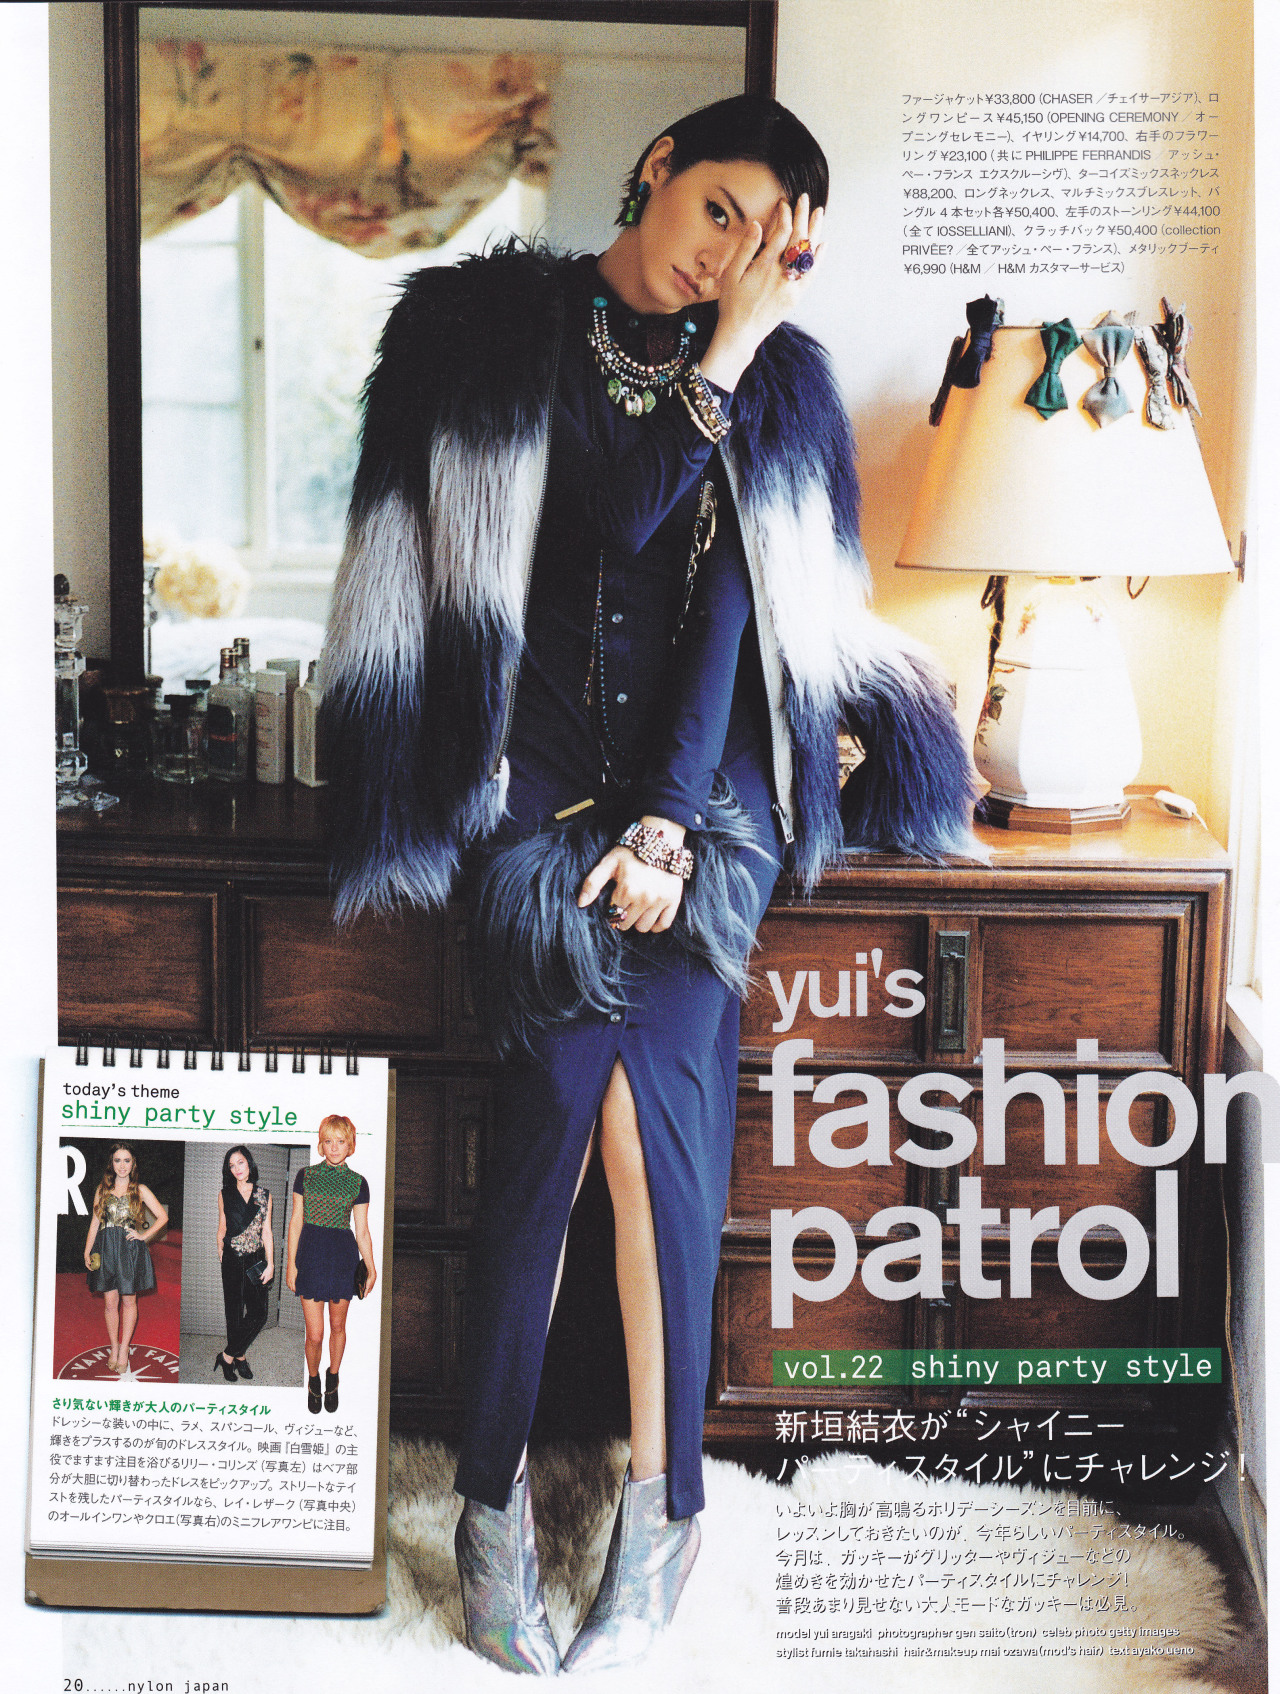 ファージャケット¥33,800（CHASER／チェイサーアジア）、ロ
ングワンピース¥45,150（OPENING CEREMONY／オー
プニングセレモニー）、イヤリング¥14,700、右手のフラワー
リング¥23,100（共にPHILIPPE FERRANDIS／アッシュ・
ペー・フランス エクスクルーシヴ）、ターコイズミックスネックレス
¥88,200、ロングネックレス、マルチミックスブレスレット、バ
ングル4本セット各¥50,400、左手のストーンリング¥44,100
（全てIOSSELLIANI）、クラッチバック¥50,400（collection
PRIVĒE?／全てアッシュ・ペー・フランス）、メタリックブーティ
¥6,990（H&M／H&Mカスタマーサービス）
yui's
fashion
patrol
vol.22 shiny party style
新垣結衣が“シャイニー
パーティスタイル”にチャレンジ！
いよいよ胸が高鳴るホリデーシーズンを目前に、
レッスンしておきたいのが、今年らしいパーティスタイル。
今月は、ガッキーがグリッターやヴィジューなどの
煌めきを効かせたパーティスタイルにチャレンジ！
普段あまり見せない大人モードなガッキーは必見。
model yui aragaki photographer gen saito(tron) celeb photo getty images
stylist fumie takahashi hair&makeup mai ozawa(mod's hair) text ayako ueno
today's theme
shiny party style
R
VANITY FAIR
さり気ない輝きが大人のパーティスタイル
ドレッシーな装いの中に、ラメ、スパンコール、ヴィジューなど、
輝きをプラスするのが旬のドレススタイル。映画『白雪姫』の主
役でますます注目を浴びるリリー・コリンズ（写真左）はベア部
分が大胆に切り替わったドレスをピックアップ。ストリートなテイ
ストを残したパーティスタイルなら、レイ・レザーク（写真中央）
のオールインワンやクロエ（写真右）のミニフレアワンピに注目。
20......nylon japan